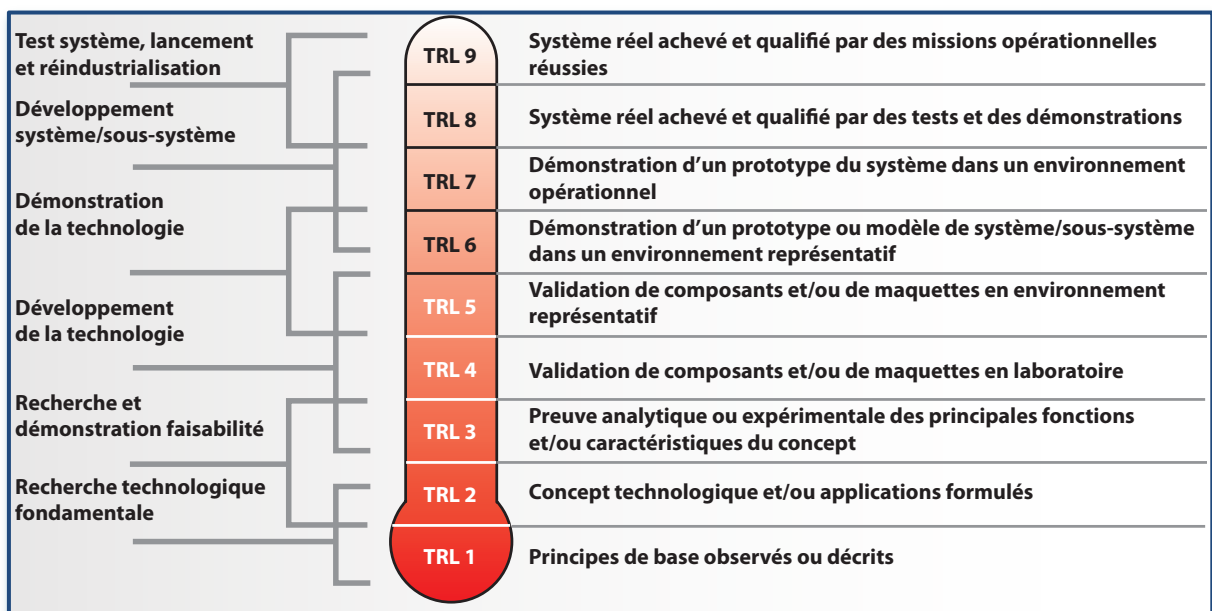 Test système, lancement
et réindustrialisation
Développement
système/sous-système
Démonstration
de la technologie
Développement
de la technologie
Recherche et
démonstration faisabilité
Recherche technologique
fondamentale
TRL 9
Système réel achevé et qualifié par des missions opérationnelles
réussies
TRL 8
Système réel achevé et qualifié par des tests et des démonstrations
TRL 7
Démonstration d’un prototype du système dans un environnement
opérationnel
TRL 6
Démonstration d’un prototype ou modèle de système/sous-système
dans un environnement représentatif
TRL 5
Validation de composants et/ou de maquettes en environnement
représentatif
TRL 4
Validation de composants et/ou de maquettes en laboratoire
TRL 3
Preuve analytique ou expérimentale des principales fonctions
et/ou caractéristiques du concept
TRL 2
Concept technologique et/ou applications formulés
TRL 1
Principes de base observés ou décrits